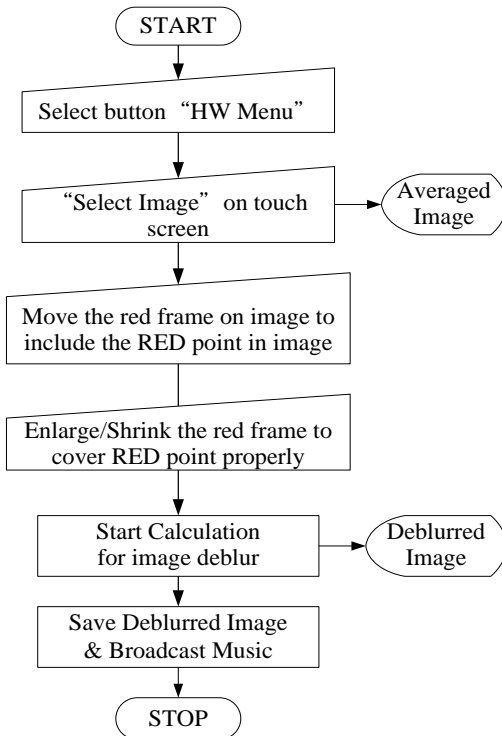 START
Select button “HW Menu”
“Select Image” on touch
screen
Averaged
Image
Move the red frame on image to
include the RED point in image
Enlarge/Shrink the red frame to
cover RED point properly
Start Calculation
for image deblur
Deblurred
Image
Save Deblurred Image
& Broadcast Music
STOP